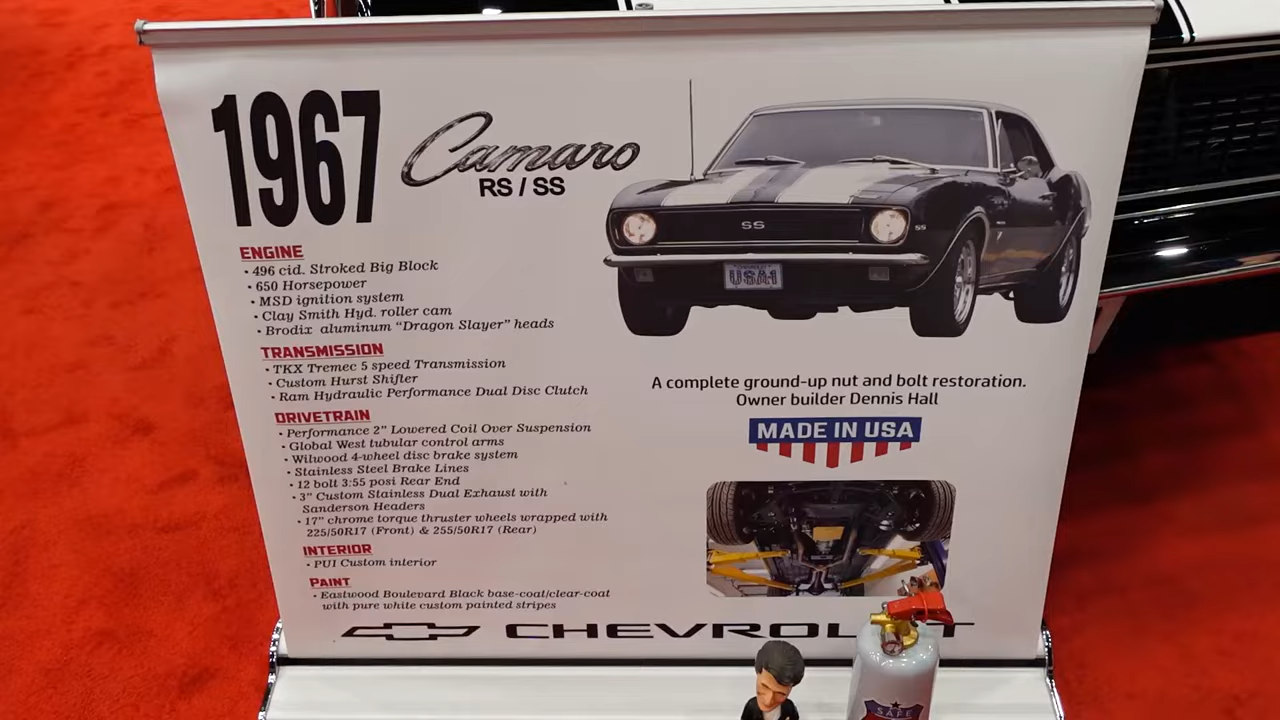 1967
Camaro
RS / SS
ENGINE
• 496 cid. Stroked Big Block
• 650 Horsepower
• MSD ignition system
• Clay Smith Hyd. roller cam
• Brodix aluminum “Dragon Slayer” heads
TRANSMISSION
• TKX Tremec 5 speed Transmission
• Custom Hurst Shifter
• Ram Hydraulic Performance Dual Disc Clutch
DRIVETRAIN
• Performance 2" Lowered Coil Over Suspension
• Global West tubular control arms
• Wilwood 4-wheel disc brake system
• Stainless Steel Brake Lines
• 12 bolt 3:55 posi Rear End
• 3" Custom Stainless Dual Exhaust with
Sanderson Headers
• 17" chrome torque thruster wheels wrapped with
225/50R17 (Front) & 255/50R17 (Rear)
INTERIOR
• PUI Custom interior
PAINT
• Eastwood Boulevard Black base-coat/clear-coat
with pure white custom painted stripes
SS
SS
USA1
A complete ground-up nut and bolt restoration.
Owner builder Dennis Hall
MADE IN USA
CHEVROLET
SAFE